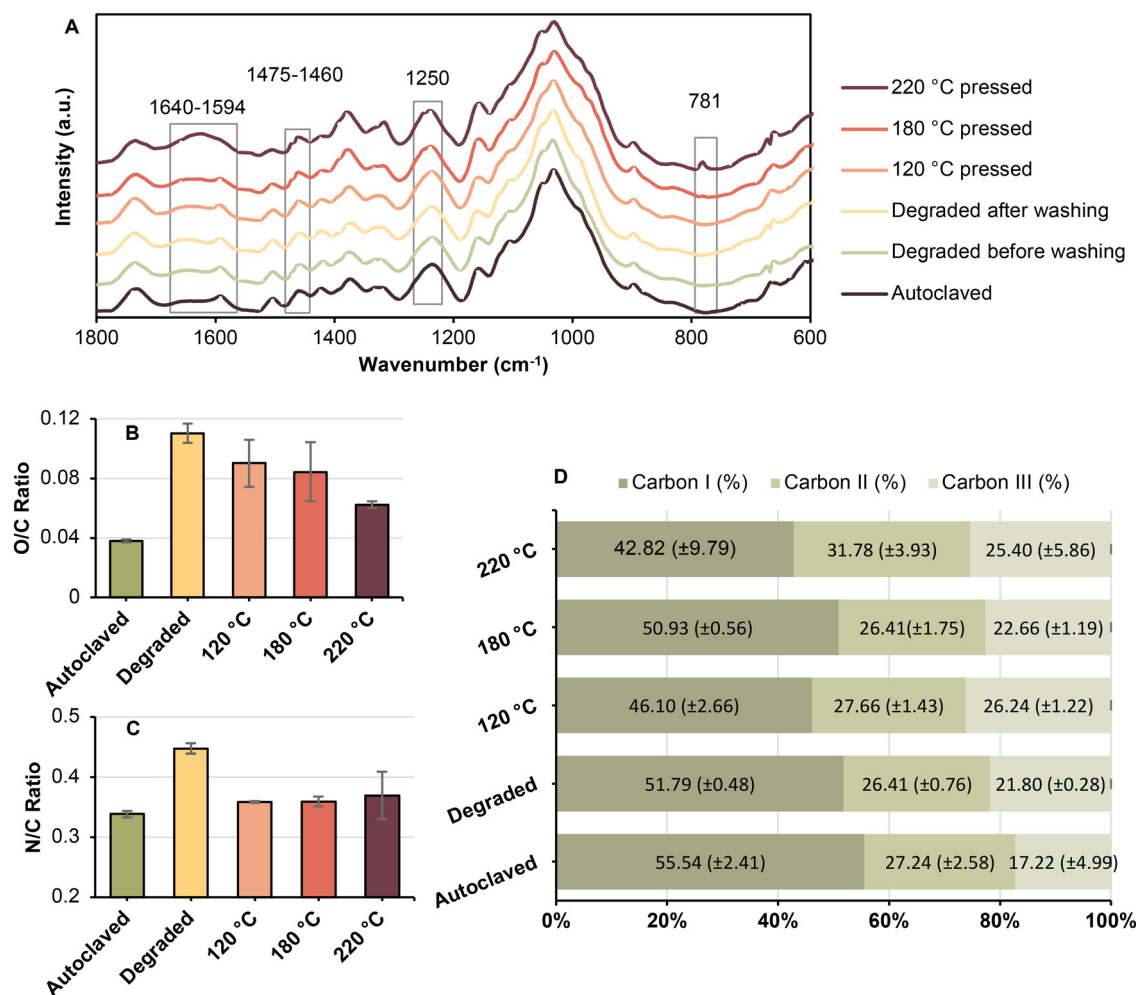 A
1640-1594
1475-1460
1250
781
Intensity (a.u.)
1800
1600
1400
1200
1000
800
600
Wavenumber (cm⁻¹)
220 °C pressed
180 °C pressed
120 °C pressed
Degraded after washing
Degraded before washing
Autoclaved
B
O/C Ratio
0.12
0.08
0.04
0
Autoclaved
Degraded
120 °C
180 °C
220 °C
C
N/C Ratio
0.5
0.4
0.3
0.2
Autoclaved
Degraded
120 °C
180 °C
220 °C
D
Carbon I (%)
Carbon II (%)
Carbon III (%)
220 °C
42.82 (±9.79)
31.78 (±3.93)
25.40 (±5.86)
180 °C
50.93 (±0.56)
26.41(±1.75)
22.66 (±1.19)
120 °C
46.10 (±2.66)
27.66 (±1.43)
26.24 (±1.22)
Degraded
51.79 (±0.48)
26.41 (±0.76)
21.80 (±0.28)
Autoclaved
55.54 (±2.41)
27.24 (±2.58)
17.22 (±4.99)
0%
20%
40%
60%
80%
100%